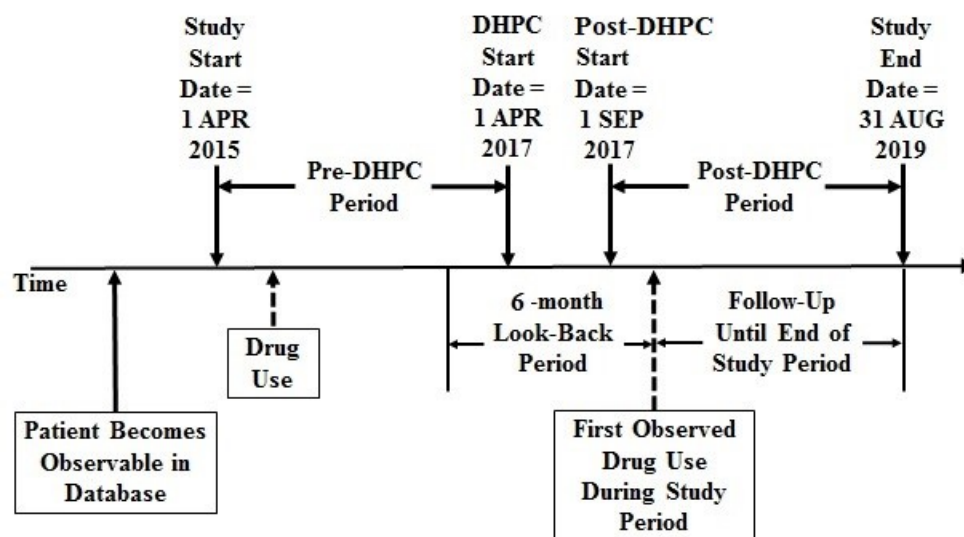 Study
Start
Date =
1 APR
2015
DHPC
Start
Date =
1 APR
2017
Post-DHPC
Start
Date =
1 SEP
2017
Study
End
Date =
31 AUG
2019
Pre-DHPC
Period
Post-DHPC
Period
Time
Drug
Use
6 -month
Look-Back
Period
Follow-Up
Until End of
Study Period
Patient Becomes
Observable in
Database
First Observed
Drug Use
During Study
Period